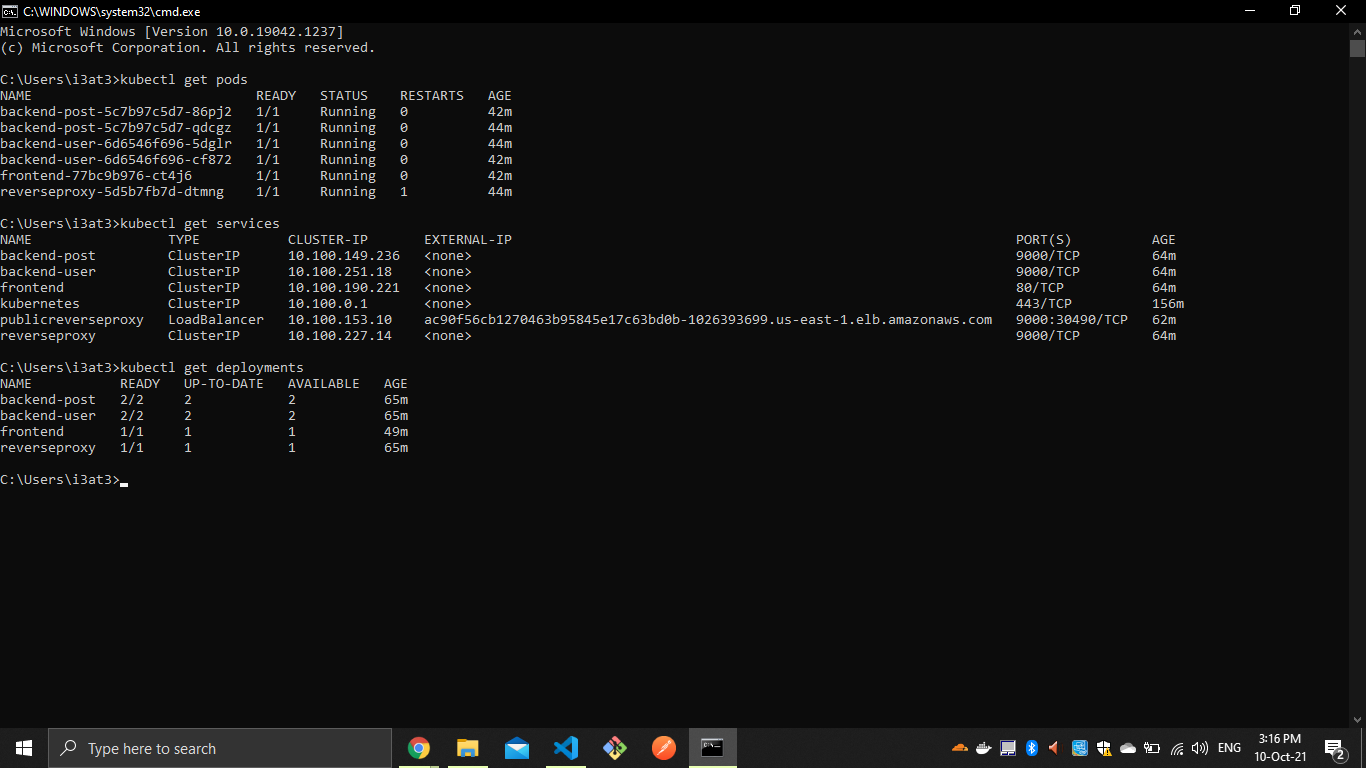 C:\WINDOWS\system32\cmd.exe
Microsoft Windows [Version 10.0.19042.1237]
(c) Microsoft Corporation. All rights reserved.
C:\Users\i3at3>kubectl get pods
NAME READY STATUS RESTARTS AGE
backend-post-5c7b97c5d7-86pj2 1/1 Running 0 42m
backend-post-5c7b97c5d7-qdcgz 1/1 Running 0 44m
backend-user-6d6546f696-5dglr 1/1 Running 0 44m
backend-user-6d6546f696-cf872 1/1 Running 0 42m
frontend-77bc9b976-ct4j6 1/1 Running 0 42m
reverseproxy-5d5b7fb7d-dtmng 1/1 Running 1 44m
C:\Users\i3at3>kubectl get services
NAME TYPE CLUSTER-IP EXTERNAL-IP PORT(S) AGE
backend-post ClusterIP 10.100.149.236 <none> 9000/TCP 64m
backend-user ClusterIP 10.100.251.18 <none> 9000/TCP 64m
frontend ClusterIP 10.100.190.221 <none> 80/TCP 64m
kubernetes ClusterIP 10.100.0.1 <none> 443/TCP 156m
publicreverseproxy LoadBalancer 10.100.153.10 ac90f56cb1270463b95845e17c63bd0b-1026393699.us-east-1.elb.amazonaws.com 9000:30490/TCP 62m
reverseproxy ClusterIP 10.100.227.14 <none> 9000/TCP 64m
C:\Users\i3at3>kubectl get deployments
NAME READY UP-TO-DATE AVAILABLE AGE
backend-post 2/2 2 2 65m
backend-user 2/2 2 2 65m
frontend 1/1 1 1 49m
reverseproxy 1/1 1 1 65m
C:\Users\i3at3>
Type here to search
ENG
3:16 PM
10-Oct-21
2